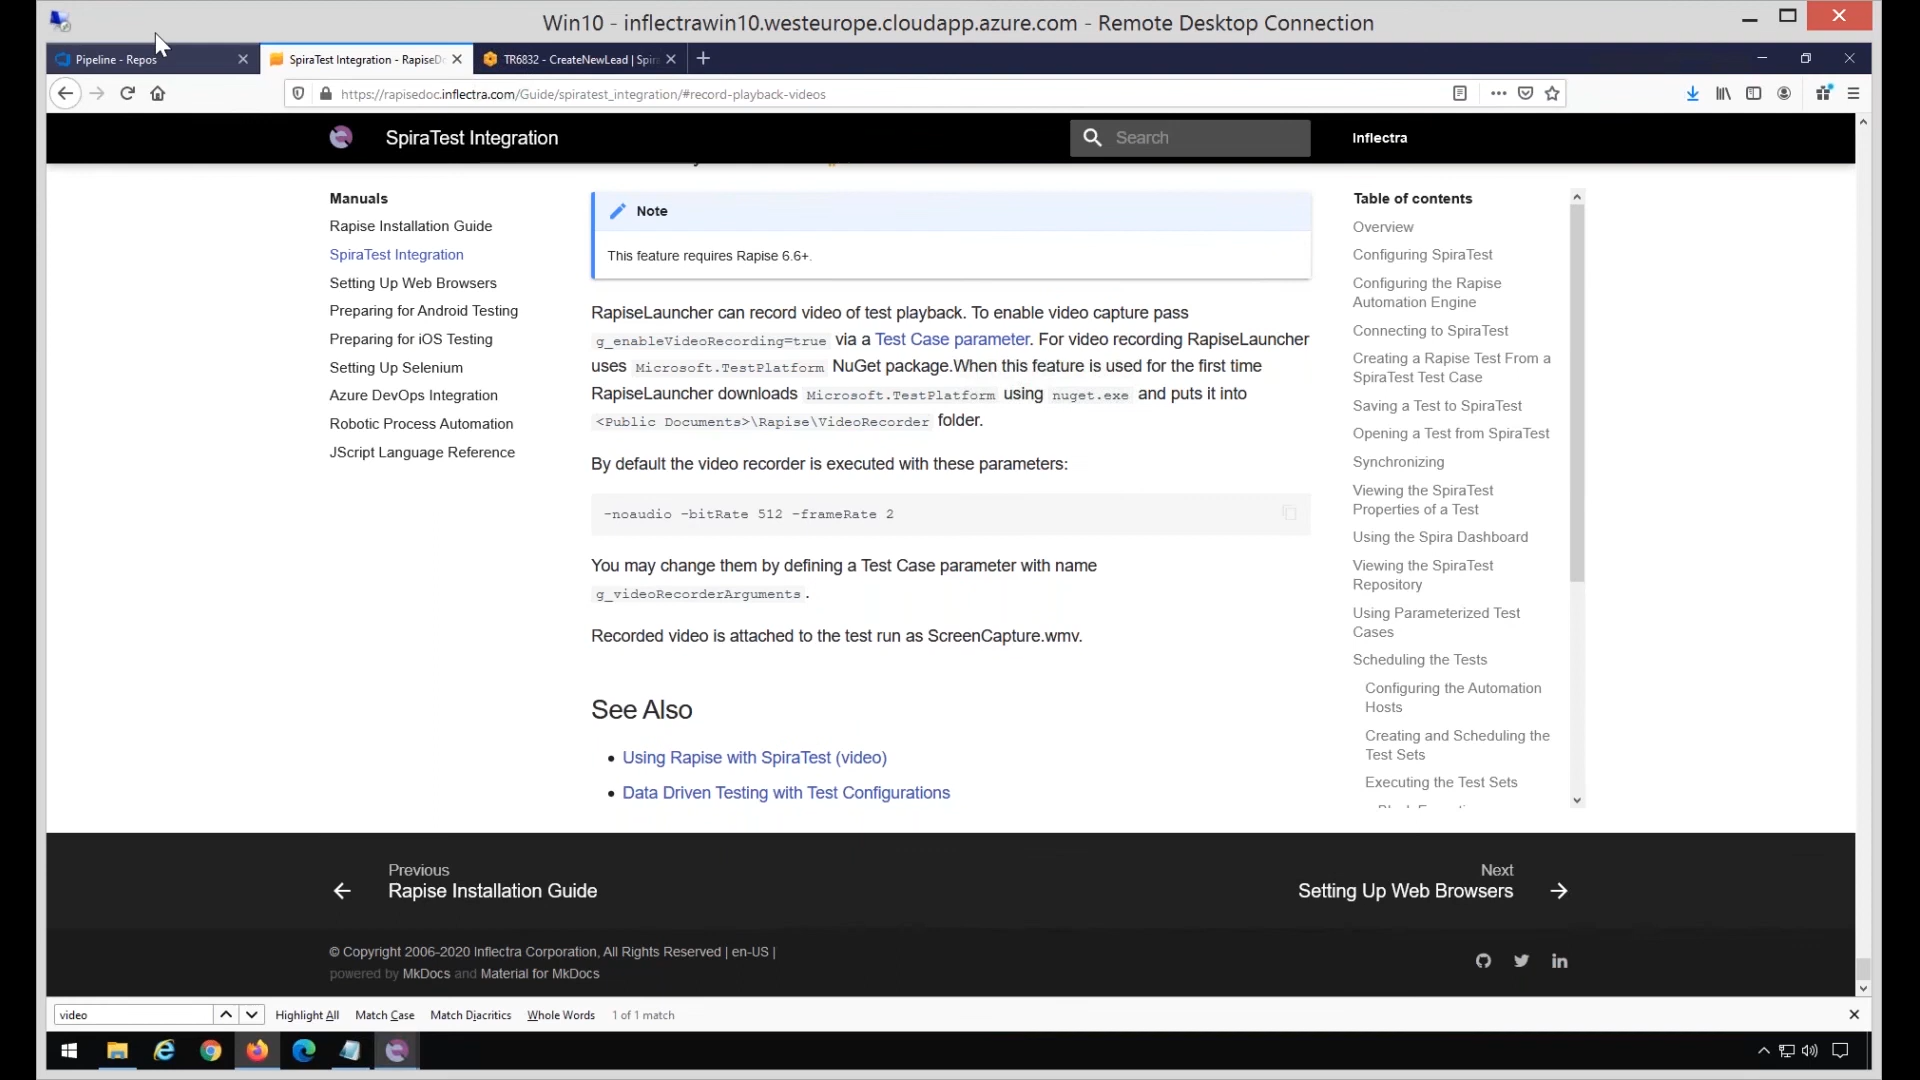 Win10 - inflectrawin10.westeurope.cloudapp.azure.com - Remote Desktop Connection
Pipeline - Repos
SpiraTest Integration - RapiseDo
TR6832 - CreateNewLead | Spir
https://rapisedoc.inflectra.com/Guide/spiratest_integration/#record-playback-videos
SpiraTest Integration
Search
Inflectra
Manuals
Rapise Installation Guide
SpiraTest Integration
Setting Up Web Browsers
Preparing for Android Testing
Preparing for iOS Testing
Setting Up Selenium
Azure DevOps Integration
Robotic Process Automation
JScript Language Reference
Note
This feature requires Rapise 6.6+.
RapiseLauncher can record video of test playback. To enable video capture pass
g_enableVideoRecording=true via a Test Case parameter. For video recording RapiseLauncher
uses Microsoft.TestPlatform NuGet package.When this feature is used for the first time
RapiseLauncher downloads Microsoft.TestPlatform using nuget.exe and puts it into
<Public Documents>\Rapise\VideoRecorder folder.
By default the video recorder is executed with these parameters:
-noaudio -bitRate 512 -frameRate 2
You may change them by defining a Test Case parameter with name
g_videoRecorderArguments.
Recorded video is attached to the test run as ScreenCapture.wmv.
See Also
• Using Rapise with SpiraTest (video)
• Data Driven Testing with Test Configurations
Table of contents
Overview
Configuring SpiraTest
Configuring the Rapise
Automation Engine
Connecting to SpiraTest
Creating a Rapise Test From a
SpiraTest Test Case
Saving a Test to SpiraTest
Opening a Test from SpiraTest
Synchronizing
Viewing the SpiraTest
Properties of a Test
Using the Spira Dashboard
Viewing the SpiraTest
Repository
Using Parameterized Test
Cases
Scheduling the Tests
Configuring the Automation
Hosts
Creating and Scheduling the
Test Sets
Executing the Test Sets
Previous
Rapise Installation Guide
Next
Setting Up Web Browsers
© Copyright 2006-2020 Inflectra Corporation, All Rights Reserved | en-US |
powered by MkDocs and Material for MkDocs
video
Highlight All
Match Case
Match Diacritics
Whole Words
1 of 1 match